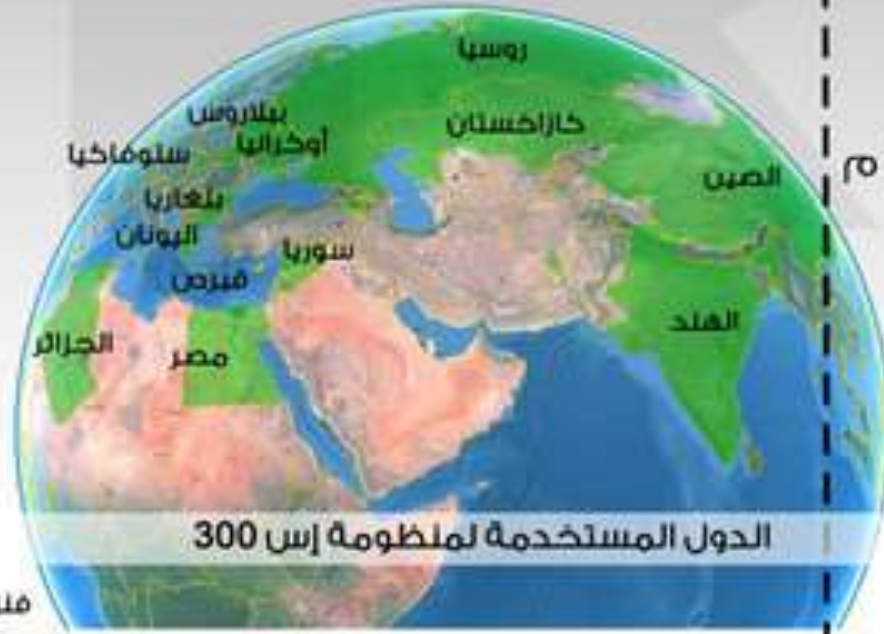 روسيا
بيلاروس
أوكرانيا
كازاخستان
سلوفاكيا
الصين
م
بلغاريا
اليونان
سوريا
قبرص
الهند
الجزائر
مصر
الدول المستخدمة لمنظومة إس 300